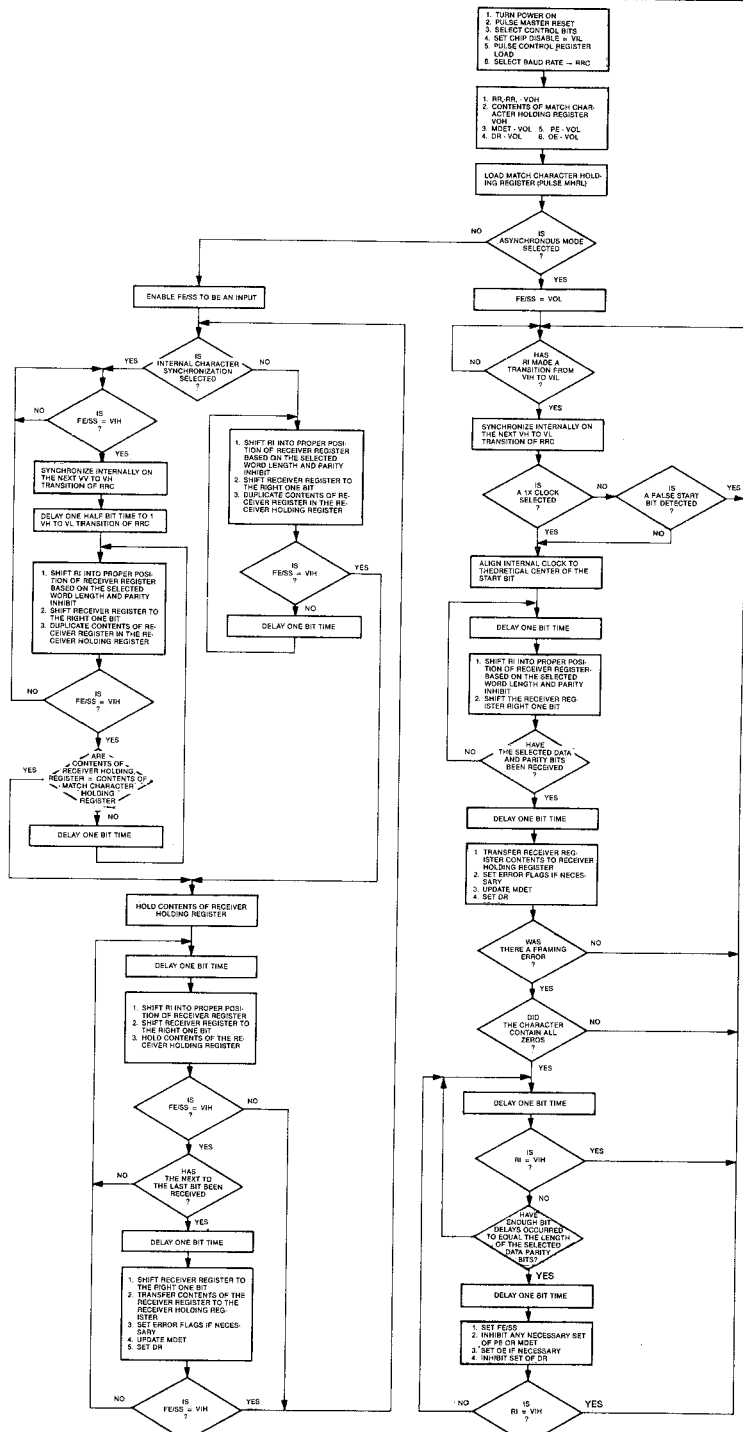 1. TURN POWER ON
2. PULSE MASTER RESET
3. SELECT CONTROL BITS
4. SET CHIP DISABLE = VIL
5. PULSE CONTROL REGISTER
LOAD
6. SELECT BAUD RATE – RRC
1. RR,-RR, - VOH
2. CONTENTS OF MATCH CHAR-
ACTER HOLDING REGISTER
VOH
3. MDET - VOL 5. PE - VOL
4. DR - VOL 6. OE - VOL
LOAD MATCH CHARACTER HOLD-
ING REGISTER (PULSE MHRL)
IS
ASYNCHRONOUS MODE
SELECTED
?
NO
YES
ENABLE FE/SS TO BE AN INPUT
IS
INTERNAL CHARACTER
SYNCHRONIZATION
SELECTED
?
YES
NO
IS
FE/SS = VIH
?
NO
YES
SYNCHRONIZE INTERNALLY ON
THE NEXT VV TO VH
TRANSITION OF RRC
DELAY ONE HALF BIT TIME TO 1
VH TO VL TRANSITION OF RRC
1. SHIFT RI INTO PROPER POSI-
TION OF RECEIVER REGISTER
BASED ON THE SELECTED
WORD LENGTH AND PARITY
INHIBIT
2. SHIFT RECEIVER REGISTER TO
THE RIGHT ONE BIT
3. DUPLICATE CONTENTS OF RE-
CEIVER REGISTER IN THE RE-
CEIVER HOLDING REGISTER
IS
FE/SS = VIH
?
NO
YES
ARE
CONTENTS OF
RECEIVER HOLDING
REGISTER = CONTENTS OF
MATCH CHARACTER
HOLDING
REGISTER
YES
NO
DELAY ONE BIT TIME
1. SHIFT RI INTO PROPER POSI-
TION OF RECEIVER REGISTER
BASED ON THE SELECTED
WORD LENGTH AND PARITY
INHIBIT
2. SHIFT RECEIVER REGISTER TO
THE RIGHT ONE BIT
3. DUPLICATE CONTENTS OF RE-
CEIVER REGISTER IN THE RE-
CEIVER HOLDING REGISTER
IS
FE/SS = VIH
?
YES
NO
DELAY ONE BIT TIME
HOLD CONTENTS OF RECEIVER
HOLDING REGISTER
DELAY ONE BIT TIME
1. SHIFT RI INTO PROPER POSI-
TION OF RECEIVER REGISTER
2. SHIFT RECEIVER REGISTER TO
THE RIGHT ONE BIT
3. HOLD CONTENTS OF THE RE-
CEIVER HOLDING REGISTER
IS
FE/SS = VIH
?
NO
YES
HAS
THE NEXT TO
THE LAST BIT BEEN
RECEIVED
?
NO
YES
DELAY ONE BIT TIME
1. SHIFT RECEIVER REGISTER TO
THE RIGHT ONE BIT
2. TRANSFER CONTENTS OF THE
RECEIVER REGISTER TO THE
RECEIVER HOLDING REG-
ISTER
3. SET ERROR FLAGS IF NECES-
SARY
4. UPDATE MDET
5. SET DR
IS
FE/SS = VIH
?
NO
YES
FE/SS = VOL
HAS
RI MADE A
TRANSITION FROM
VIH TO VIL
?
NO
YES
SYNCHRONIZE INTERNALLY ON
THE NEXT VH TO VL
TRANSITION OF RRC
IS
A 1X CLOCK
SELECTED
?
NO
YES
IS
A FALSE START
BIT DETECTED
?
YES
NO
ALIGN INTERNAL CLOCK TO
THEORETICAL CENTER OF THE
START BIT
DELAY ONE BIT TIME
1. SHIFT RI INTO PROPER POSI-
TION OF RECEIVER REGISTER-
BASED ON THE SELECTED
WORD LENGTH AND PARITY
INHIBIT
2. SHIFT THE RECEIVER REG-
ISTER RIGHT ONE BIT
HAVE
THE SELECTED DATA
AND PARITY BITS
BEEN RECEIVED
?
NO
YES
DELAY ONE BIT TIME
1. TRANSFER RECEIVER REG-
ISTER CONTENTS TO RECEIVER
HOLDING REGISTER
2. SET ERROR FLAGS IF NECES-
SARY
3. UPDATE MDET
4. SET DR
WAS
THERE A FRAMING
ERROR
?
NO
YES
DID
THE CHARACTER
CONTAIN ALL
ZEROS
?
NO
YES
DELAY ONE BIT TIME
IS
RI = VIH
?
YES
NO
HAVE
ENOUGH BIT
DELAYS OCCURRED
TO EQUAL THE LENGTH
OF THE SELECTED
DATA PARITY
BITS?
YES
DELAY ONE BIT TIME
1. SET FE/SS
2. INHIBIT ANY NECESSARY SET
OF PE OR MDET
3. SET OE IF NECESSARY
4. INHIBIT SET OF DR
IS
RI = VIH
?
NO
YES